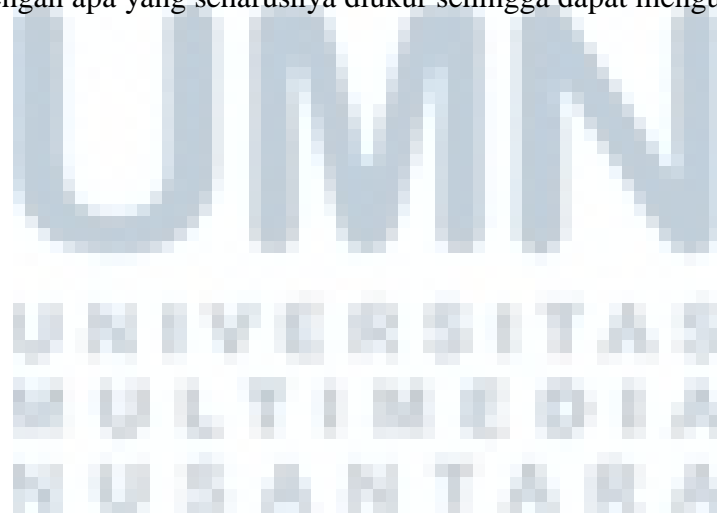 apa yang seharusnya diukur sehingga dapat
UMN
UNIVERSITAS
MULTIMEDIA
NUSANTARA